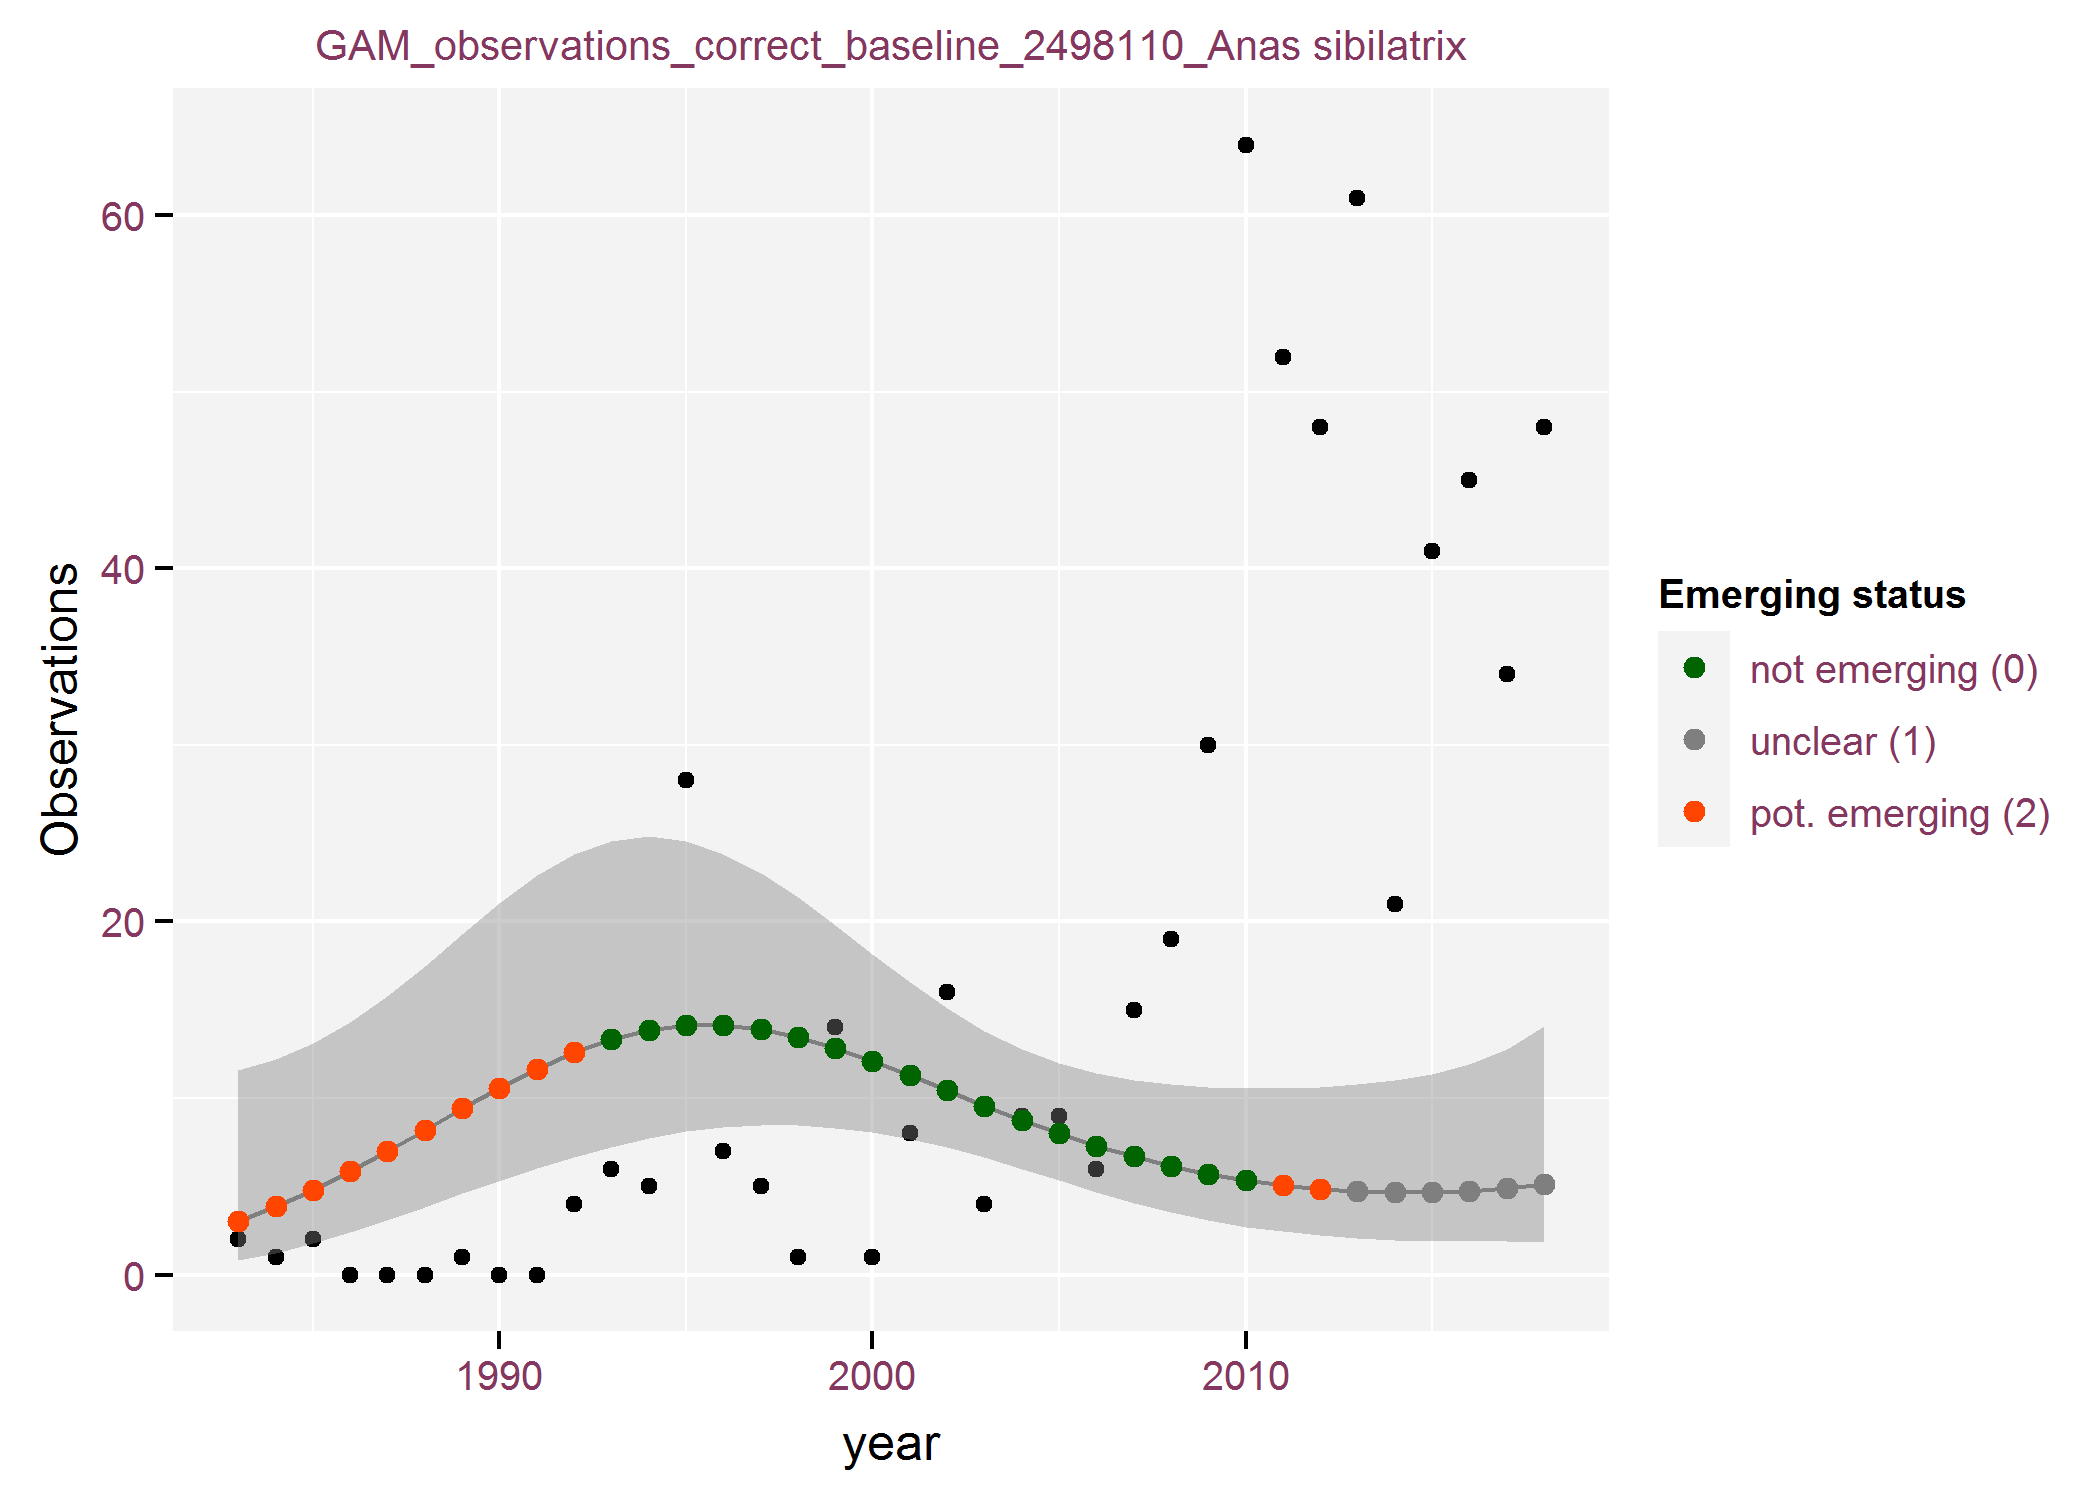 GAM_observations_correct_baseline_2498110_Anas sibilatrix
Observations
60
40
20
0
1990 2000 2010
year
Emerging status
not emerging (0)
unclear (1)
pot. emerging (2)